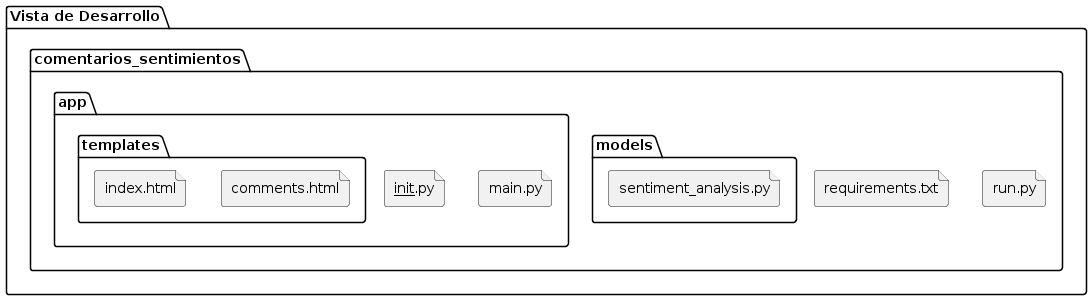 Vista de Desarrollo
comentarios_sentimientos
app
templates
models
index.html
comments.html
init.py
main.py
sentiment_analysis.py
requirements.txt
run.py